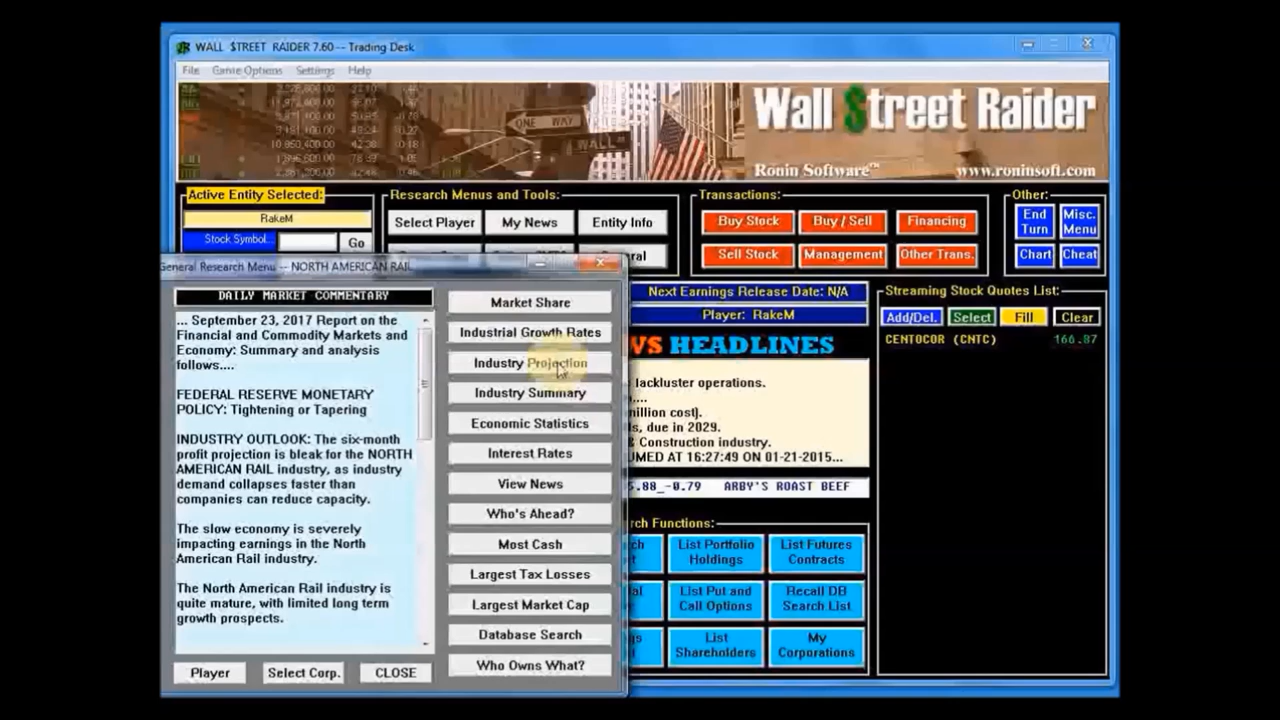 WALL $TREET RAIDER 7.60 -- Trading Desk
File Game Options Settings Help
Wall $treet Raider
ONE WAY
Ronin Software™ www.roninsoft.com
Active Entity Selected:
RakeM
Stock Symbol...
Go
Research Menus and Tools:
Select Player
My News
Entity Info
Transactions:
Buy Stock
Buy / Sell
Financing
Sell Stock
Management
Other Trans.
Other:
End Turn
Misc. Menu
Chart
Cheat
General Research Menu -- NORTH AMERICAN RAIL
DAILY MARKET COMMENTARY
... September 23, 2017 Report on the
Financial and Commodity Markets and
Economy: Summary and analysis
follows....
FEDERAL RESERVE MONETARY
POLICY: Tightening or Tapering
INDUSTRY OUTLOOK: The six-month
profit projection is bleak for the NORTH
AMERICAN RAIL industry, as industry
demand collapses faster than
companies can reduce capacity.
The slow economy is severely
impacting earnings in the North
American Rail industry.
The North American Rail industry is
quite mature, with limited long term
growth prospects.
Player
Select Corp.
CLOSE
Market Share
Industrial Growth Rates
Industry Projection
Industry Summary
Economic Statistics
Interest Rates
View News
Who's Ahead?
Most Cash
Largest Tax Losses
Largest Market Cap
Database Search
Who Owns What?
Next Earnings Release Date: N/A
Player: RakeM
HEADLINES
lackluster operations.
million cost).
ls, due in 2029.
& Construction industry.
UMED AT 16:27:49 ON 01-21-2015...
5.88_-0.79 ARBY'S ROAST BEEF
rch Functions:
List Portfolio
Holdings
List Futures
Contracts
List Put and
Call Options
Recall DB
Search List
List
Shareholders
My
Corporations
Streaming Stock Quotes List:
Add/Del.
Select
Fill
Clear
CENTOCOR (CNTC) 166.87